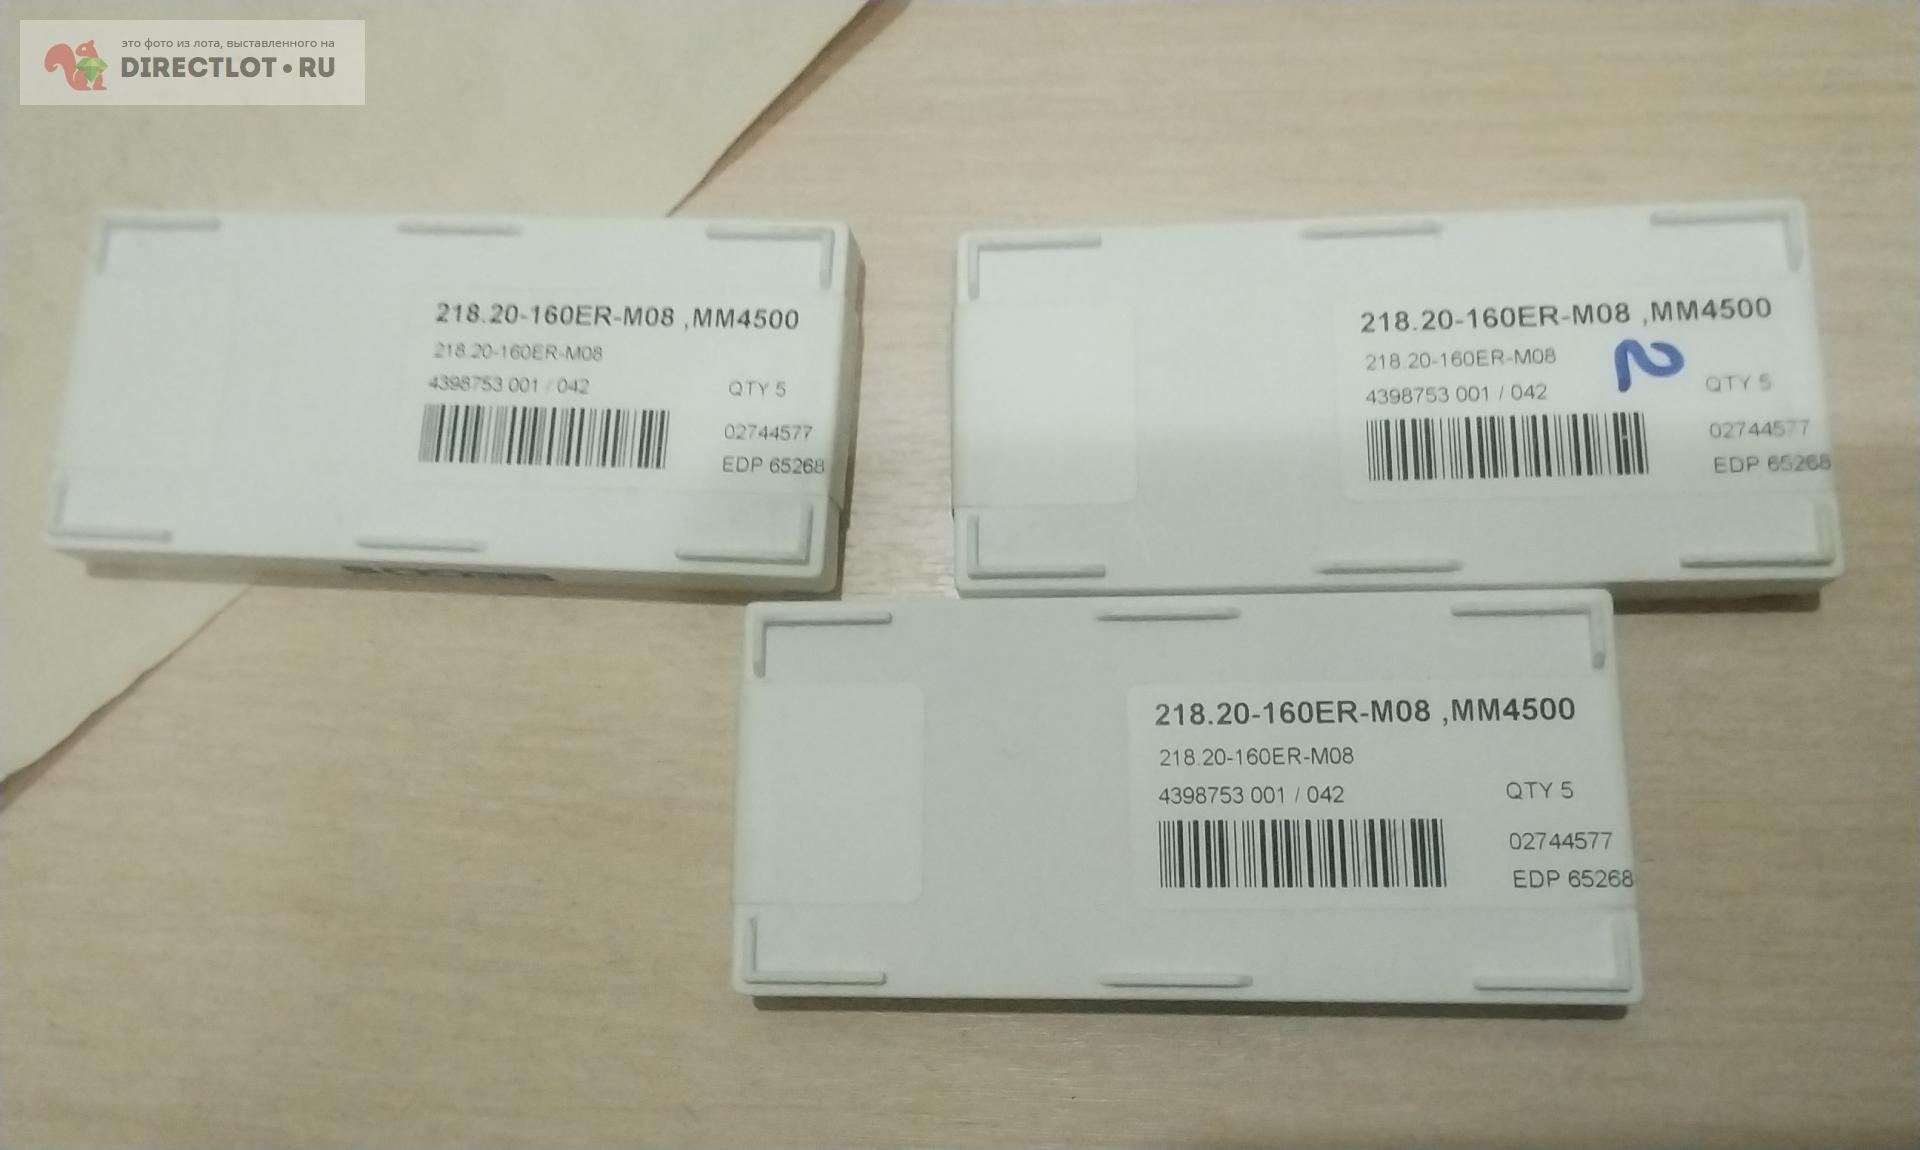 это фото из лота, выставленного на
DIRECTLOT•RU
218.20-160ER-M08 ,MM4500
218.20-160ER-M08
4398753 001 / 042
QTY 5
02744577
EDP 65268
218.20-160ER-M08 ,MM4500
218.20-160ER-M08
2
4398753 001 / 042
QTY 5
02744577
EDP 65268
218.20-160ER-M08 ,MM4500
218.20-160ER-M08
4398753 001 / 042
QTY 5
02744577
EDP 65268